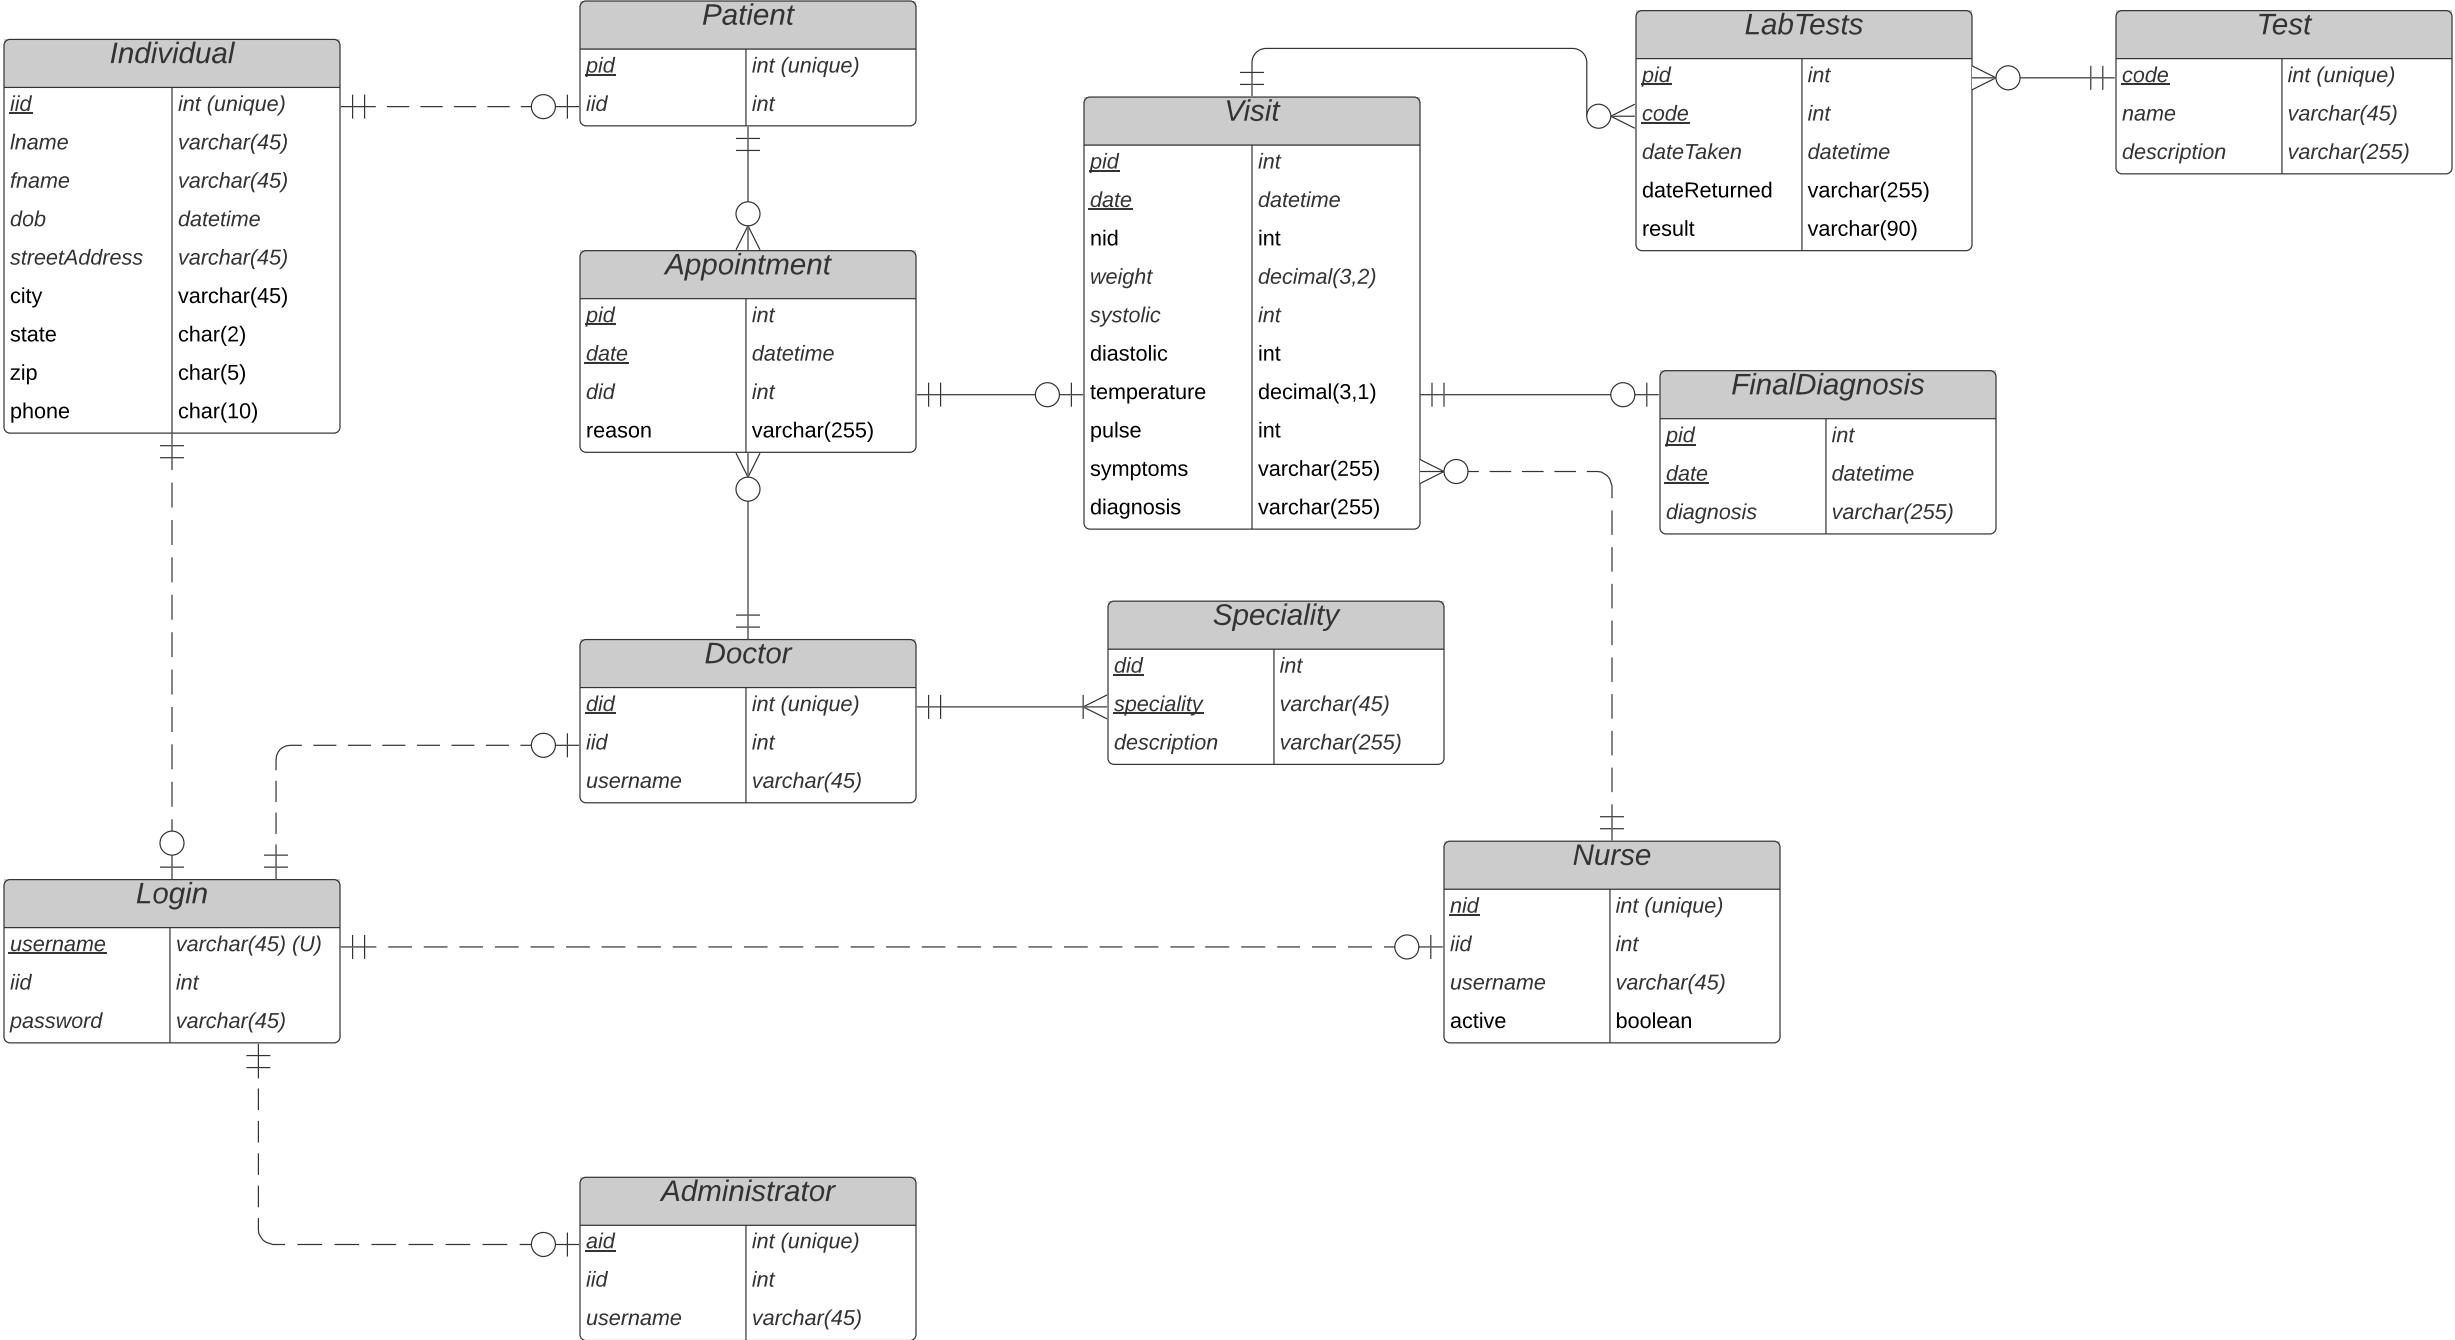 Individual
iid int (unique)
lname varchar(45)
fname varchar(45)
dob datetime
streetAddress varchar(45)
city varchar(45)
state char(2)
zip char(5)
phone char(10)
Patient
pid int (unique)
iid int
Appointment
pid int
date datetime
did int
reason varchar(255)
Visit
pid int
date datetime
nid int
weight decimal(3,2)
systolic int
diastolic int
temperature decimal(3,1)
pulse int
symptoms varchar(255)
diagnosis varchar(255)
LabTests
pid int
code int
dateTaken datetime
dateReturned varchar(255)
result varchar(90)
Test
code int (unique)
name varchar(45)
description varchar(255)
FinalDiagnosis
pid int
date datetime
diagnosis varchar(255)
Doctor
did int (unique)
iid int
username varchar(45)
Speciality
did int
speciality varchar(45)
description varchar(255)
Login
username varchar(45) (U)
iid int
password varchar(45)
Nurse
nid int (unique)
iid int
username varchar(45)
active boolean
Administrator
aid int (unique)
iid int
username varchar(45)